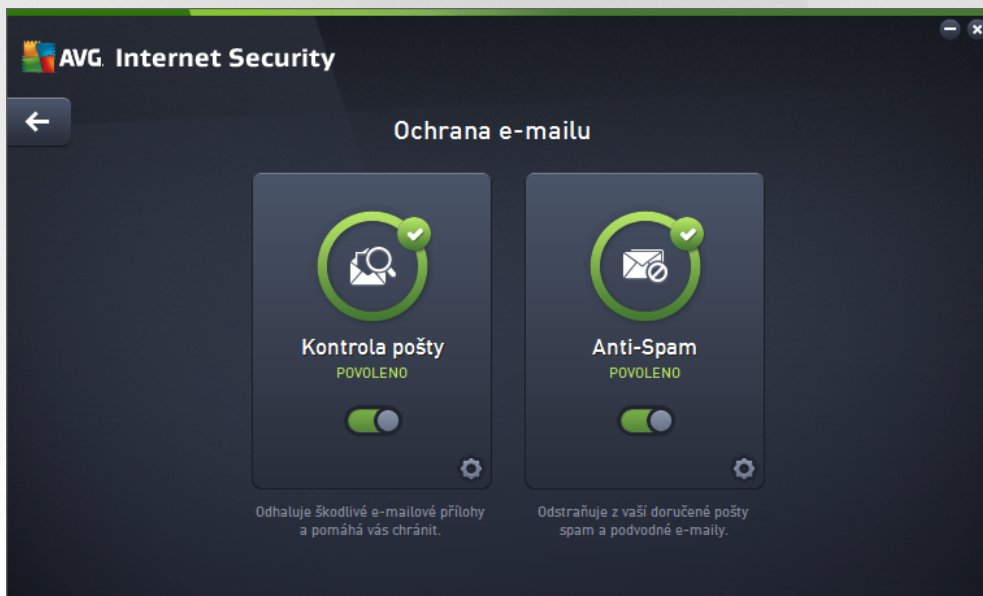 AVG. Internet Security
Ochrana e-mailu
Kontrola pošty
POVOLENO
Odhaluje škodlivé e-mailové přílohy
a pomáhá vás chránit.
Anti-Spam
POVOLENO
Odstraňuje z vaší doručené pošty
spam a podvodné e-maily.